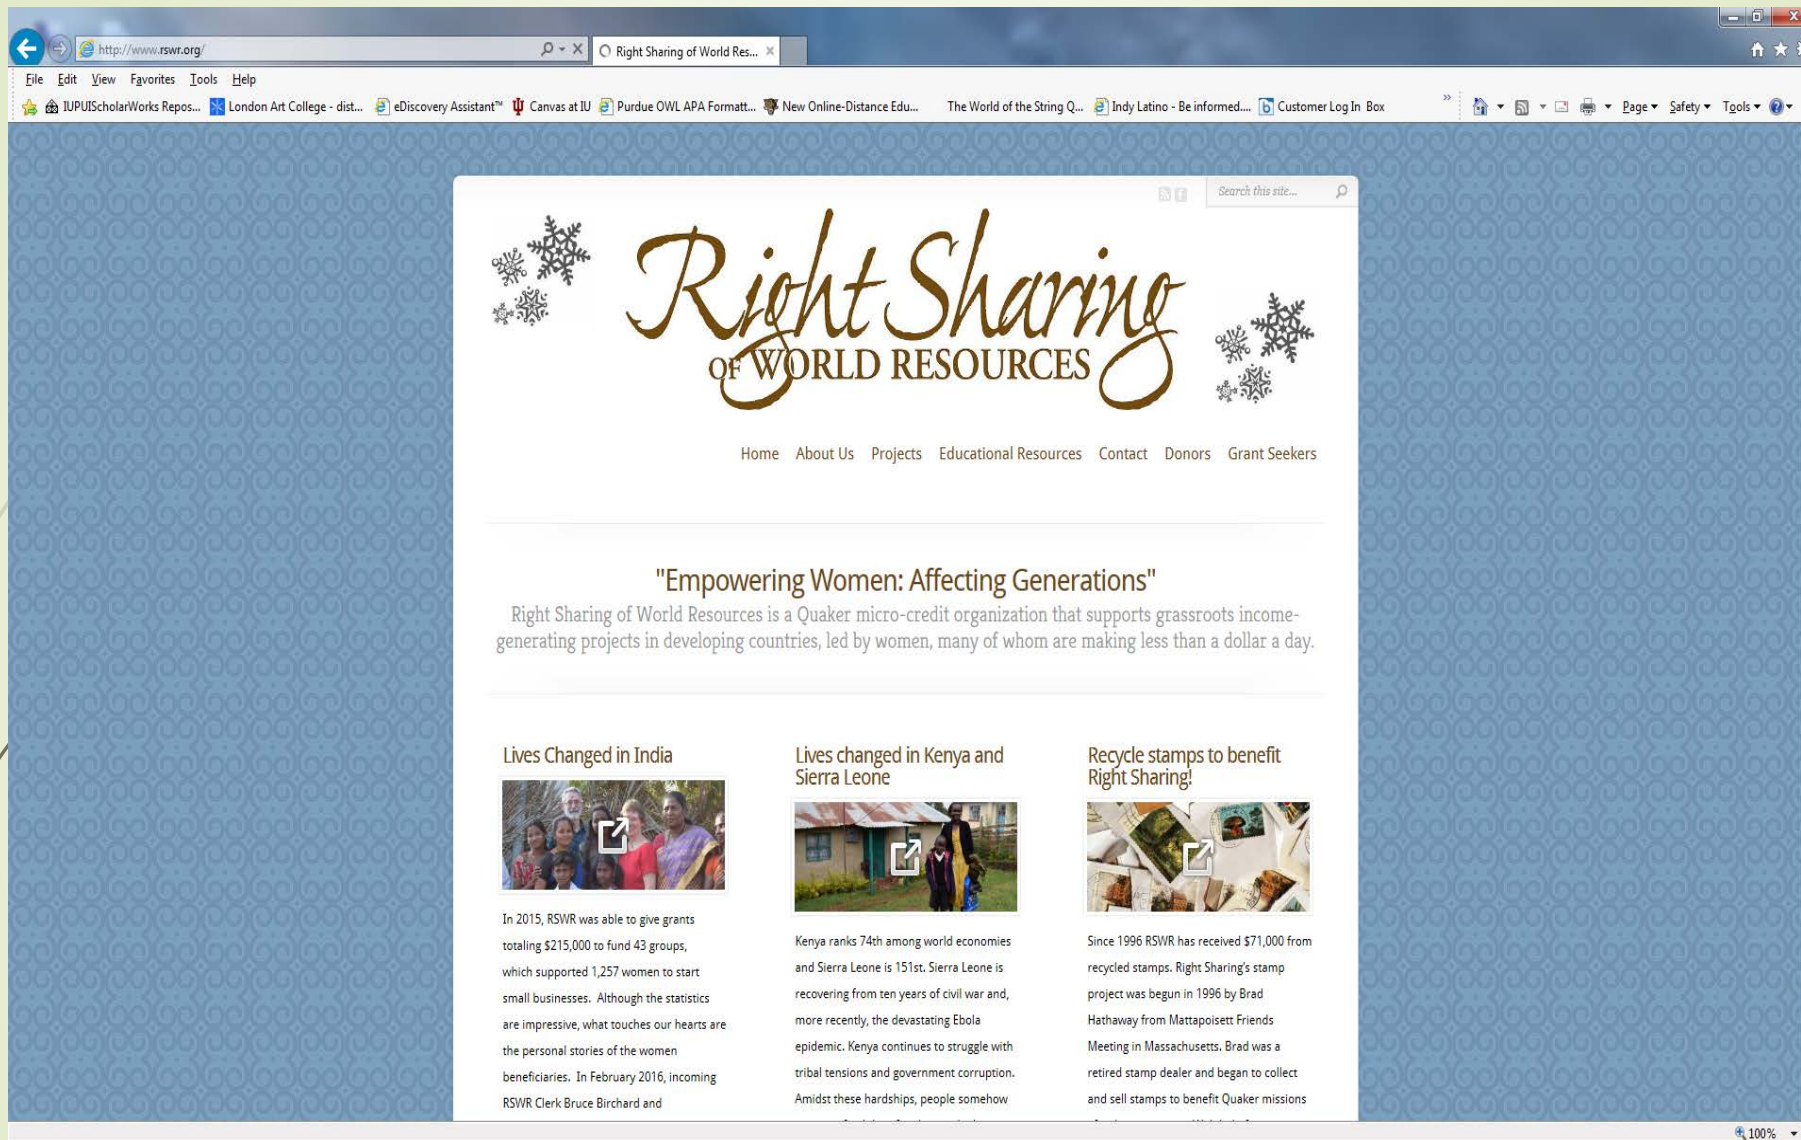 http://www.rswr.org/
Right Sharing of World Res...
File Edit View Favorites Tools Help
IUPUIScholarWorks Repos... London Art College - dist... eDiscovery Assistant™ Canvas at IU Purdue OWL APA Formatt... New Online-Distance Edu... The World of the String Q... Indy Latino - Be informed.... Customer Log In Box » Page Safety Tools
Search this site...
Right Sharing
OF WORLD RESOURCES
Home About Us Projects Educational Resources Contact Donors Grant Seekers
"Empowering Women: Affecting Generations"
Right Sharing of World Resources is a Quaker micro-credit organization that supports grassroots income-
generating projects in developing countries, led by women, many of whom are making less than a dollar a day.
Lives Changed in India
In 2015, RSWR was able to give grants
totaling $215,000 to fund 43 groups,
which supported 1,257 women to start
small businesses. Although the statistics
are impressive, what touches our hearts are
the personal stories of the women
beneficiaries. In February 2016, incoming
RSWR Clerk Bruce Birchard and
Lives changed in Kenya and
Sierra Leone
Kenya ranks 74th among world economies
and Sierra Leone is 151st. Sierra Leone is
recovering from ten years of civil war and,
more recently, the devastating Ebola
epidemic. Kenya continues to struggle with
tribal tensions and government corruption.
Amidst these hardships, people somehow
Recycle stamps to benefit
Right Sharing!
Since 1996 RSWR has received $71,000 from
recycled stamps. Right Sharing's stamp
project was begun in 1996 by Brad
Hathaway from Mattapoisett Friends
Meeting in Massachusetts. Brad was a
retired stamp dealer and began to collect
and sell stamps to benefit Quaker missions
100%